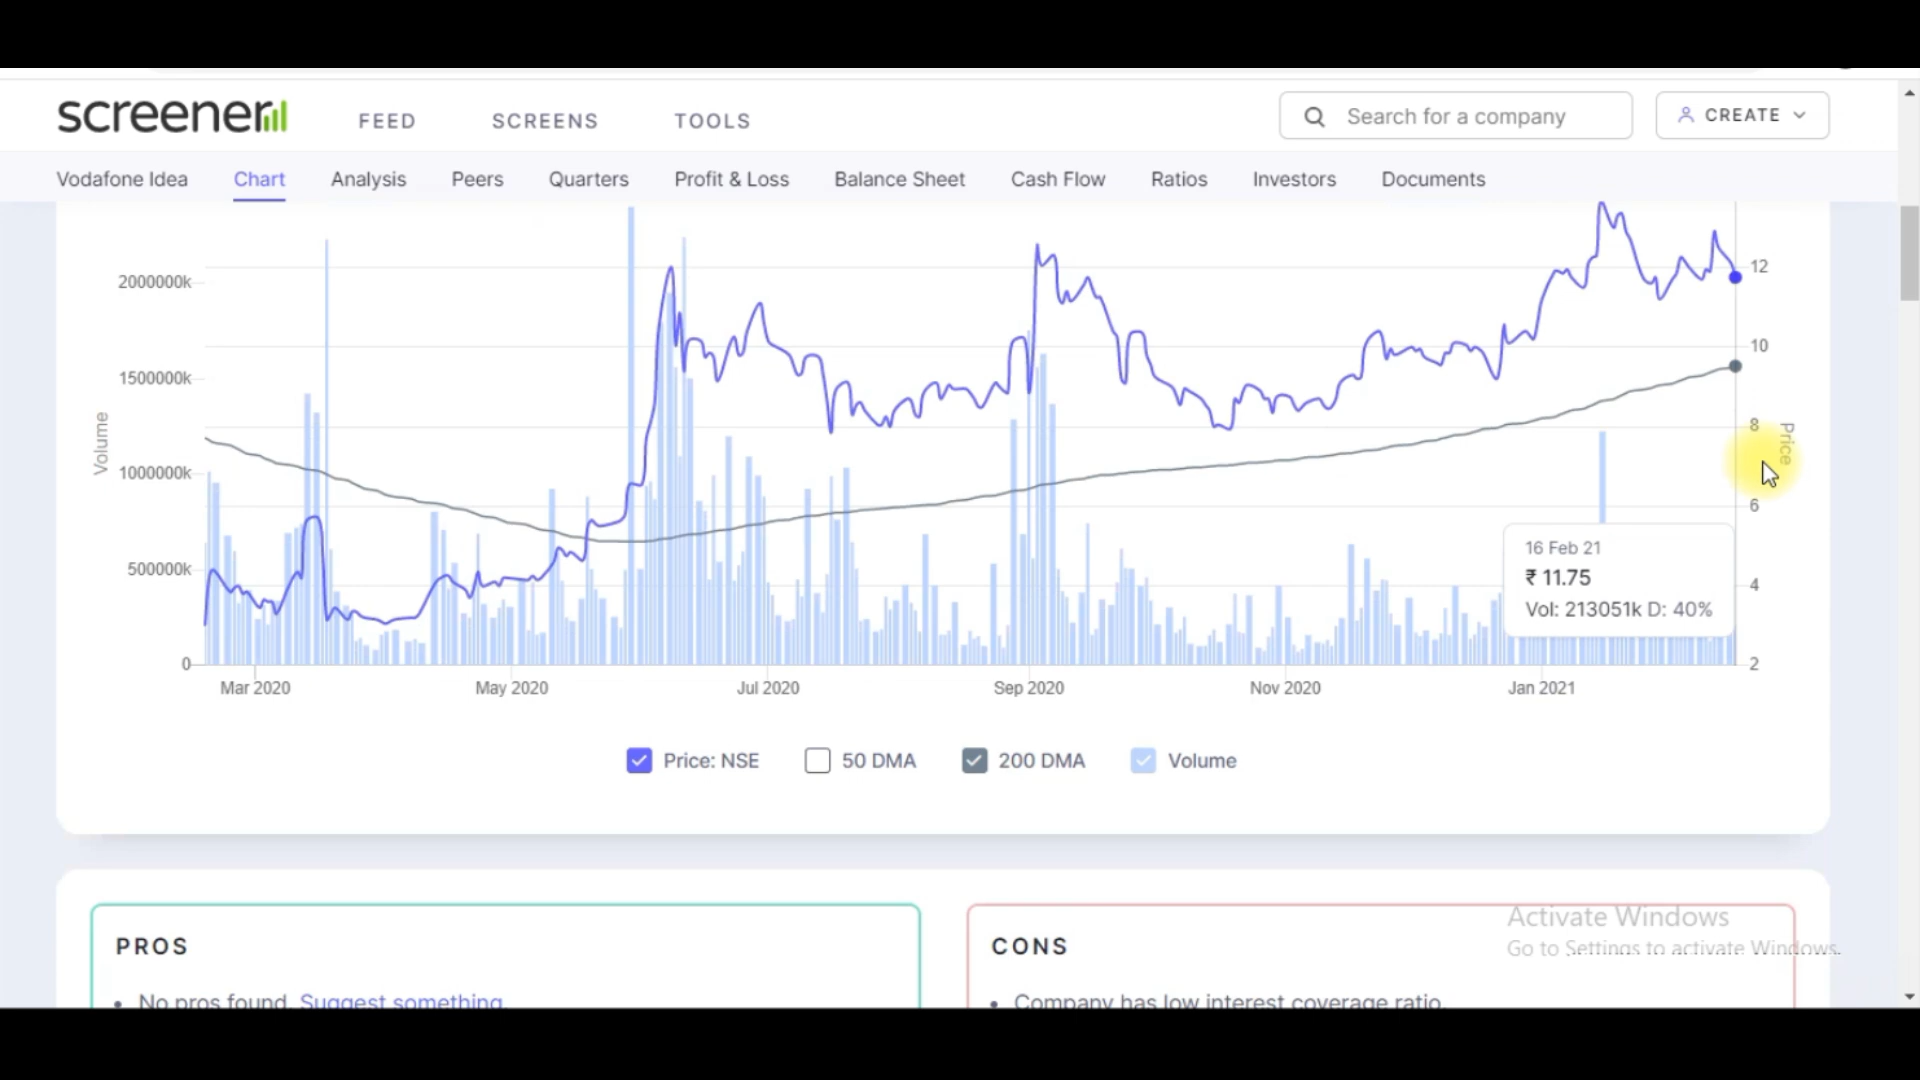 screener
FEED SCREENS TOOLS
Search for a company
CREATE
Vodafone Idea Chart Analysis Peers Quarters Profit & Loss Balance Sheet Cash Flow Ratios Investors Documents
2000000k
1500000k
1000000k
500000k
0
Volume
12
10
8
6
4
2
Price
16 Feb 21
₹ 11.75
Vol: 213051k D: 40%
Mar 2020 May 2020 Jul 2020 Sep 2020 Nov 2020 Jan 2021
Price: NSE 50 DMA 200 DMA Volume
PROS
• No pros found. Suggest something.
CONS
• Company has low interest coverage ratio.
Activate Windows
Go to Settings to activate Windows.